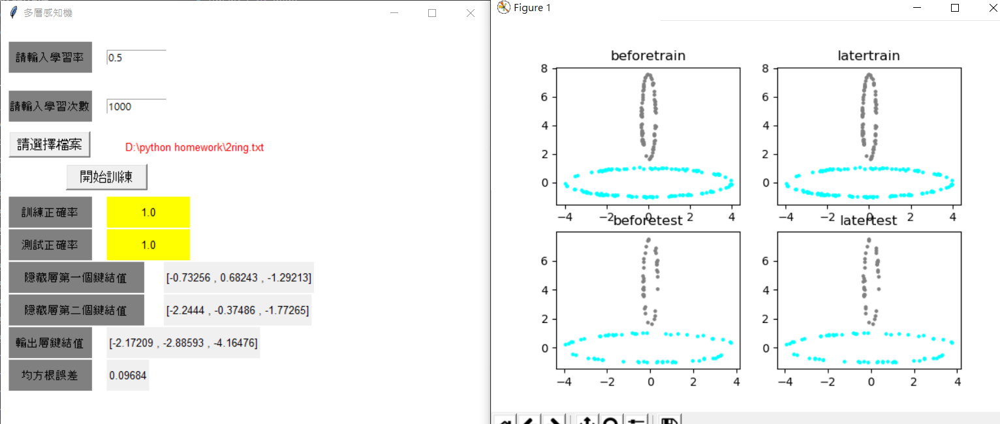 多層感知機
請輸入學習率 0.5
請輸入學習次數 1000
請選擇檔案 D:\python homework\2ring.txt
開始訓練
訓練正確率 1.0
測試正確率 1.0
隱藏層第一個鍵結值 [-0.73256 , 0.68243 , -1.29213]
隱藏層第二個鍵結值 [-2.2444 , -0.37486 , -1.77265]
輸出層鍵結值 [-2.17209 , -2.88593 , -4.16476]
均方根誤差 0.09684
Figure 1
beforetrain
8
6
4
2
0
−4 −2 0 2 4
latertrain
8
6
4
2
0
−4 −2 0 2 4
beforetest
6
4
2
0
−4 −2 0 2 4
latertest
6
4
2
0
−4 −2 0 2 4